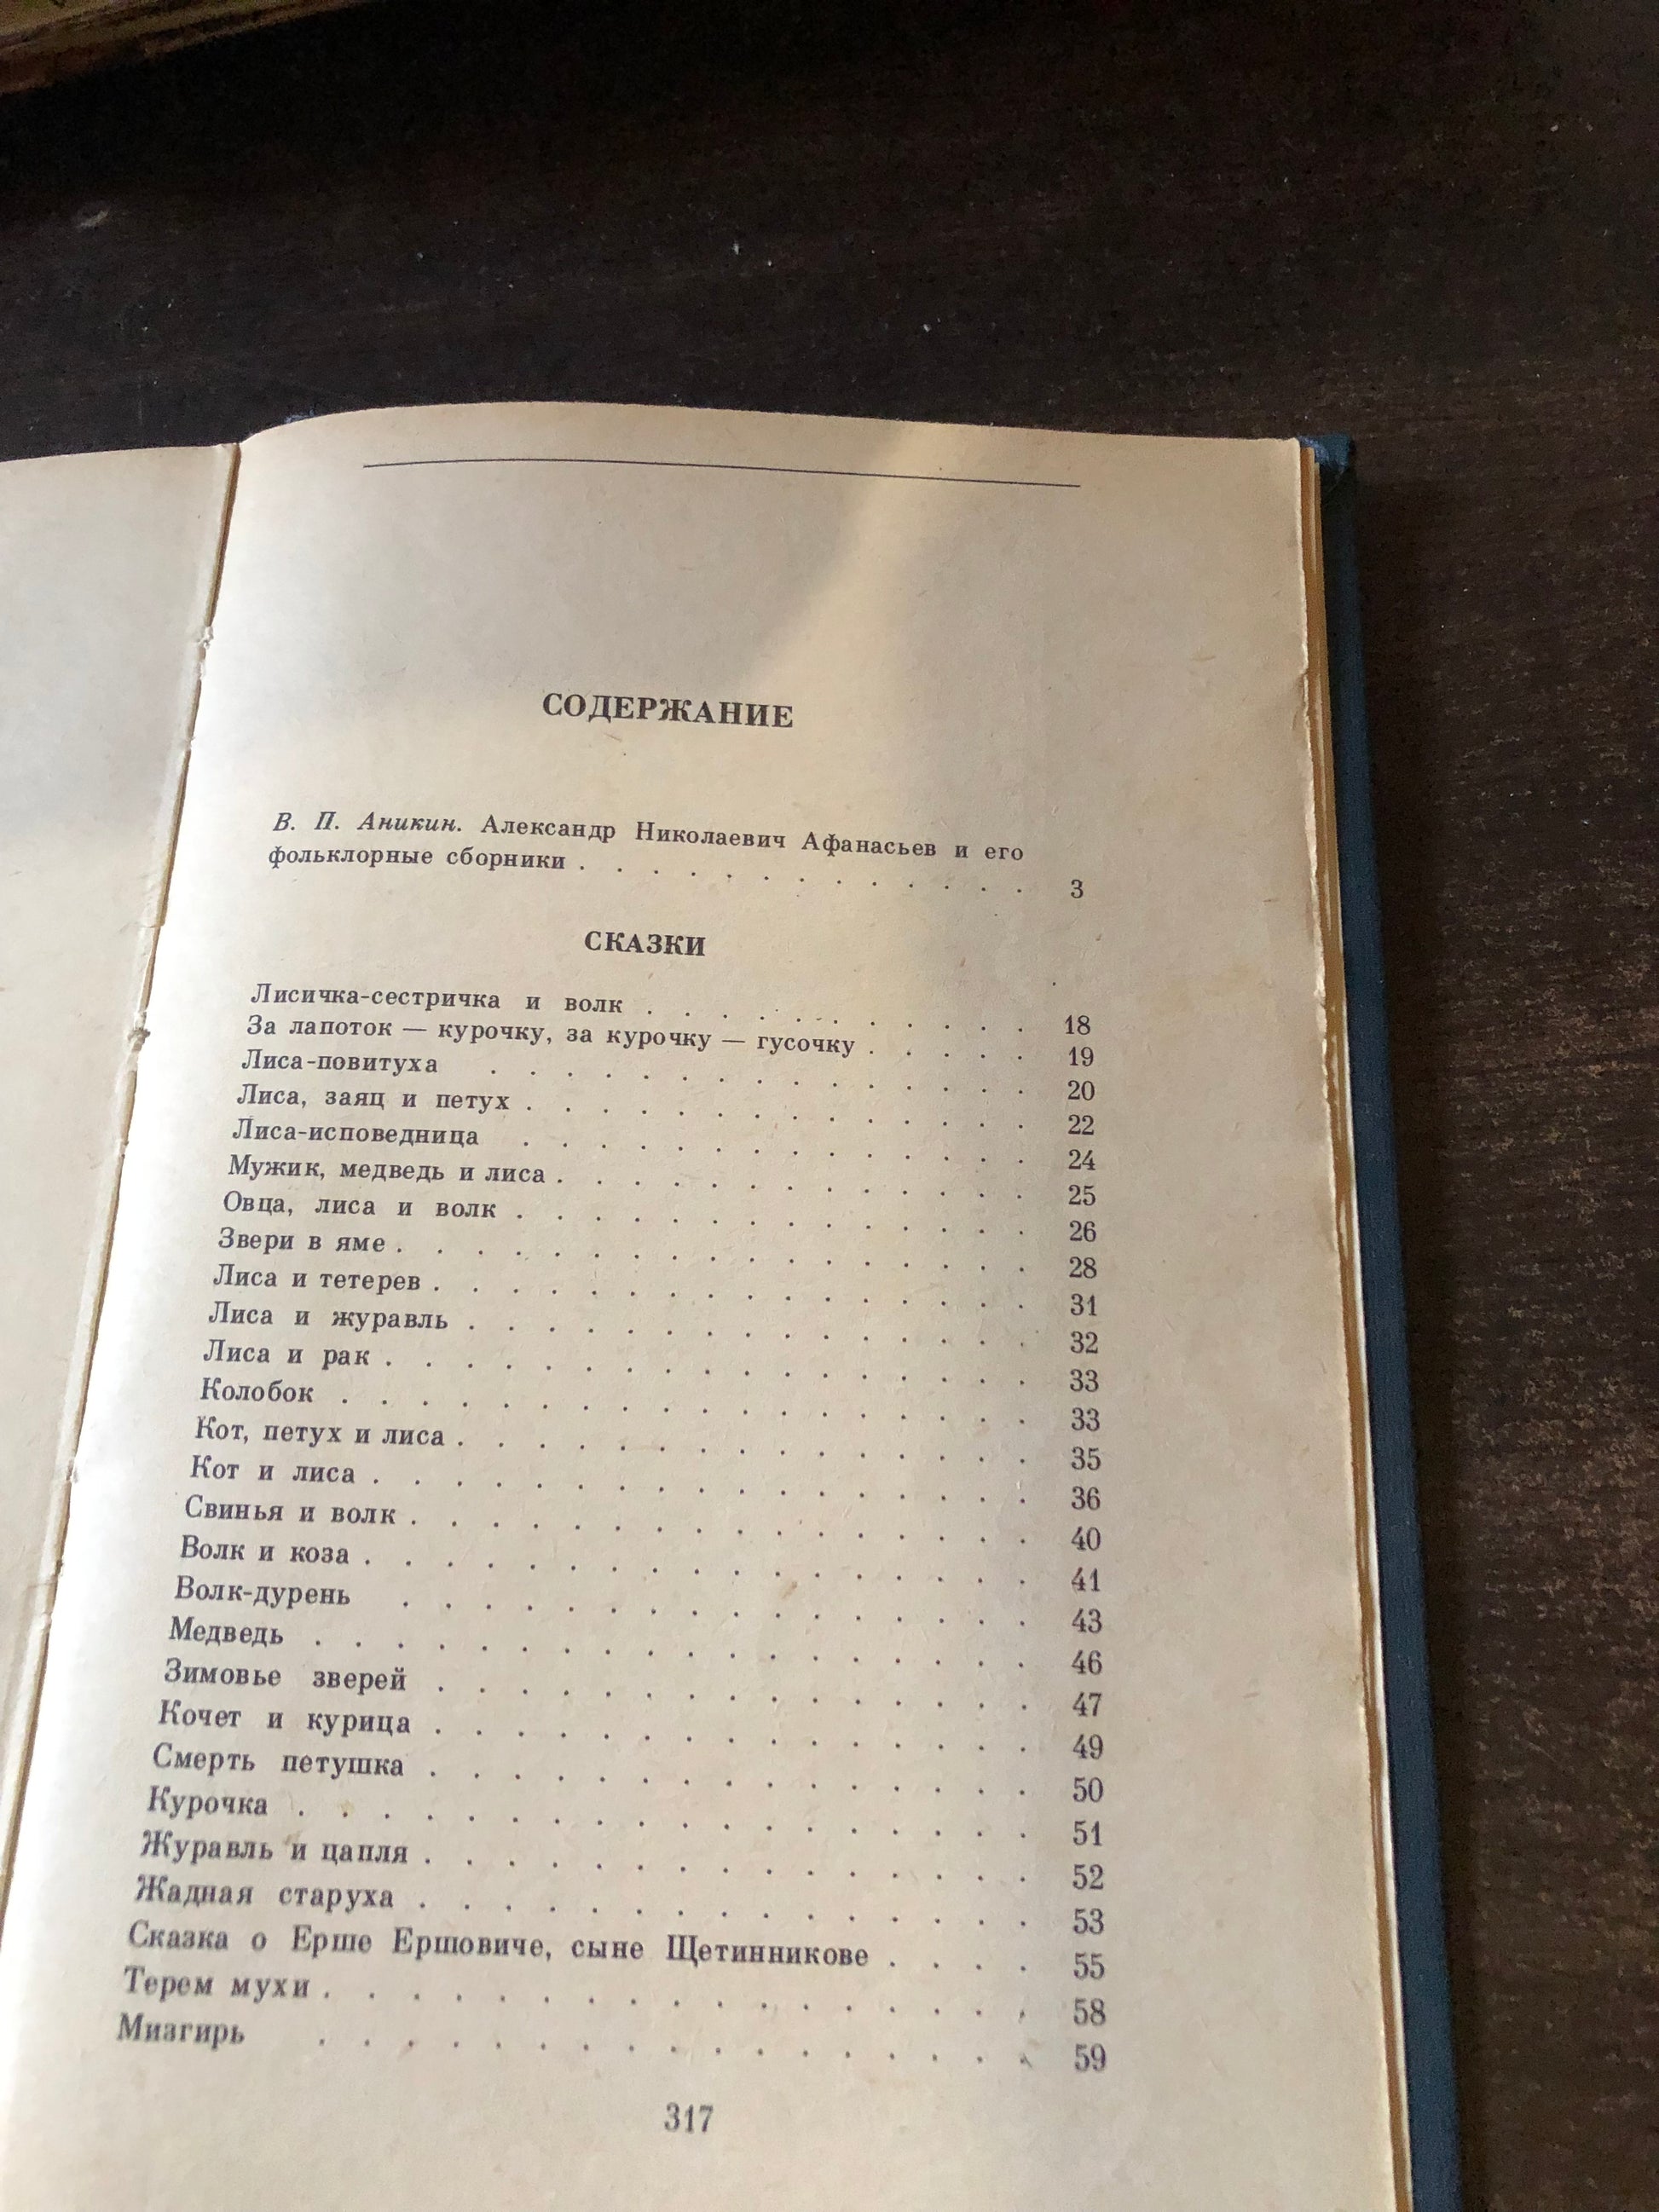 СОДЕРЖАНИЕ
В. П. Аникин. Александр Николаевич Афанасьев и его
фольклорные сборники . . . . . . . . . . . . . 3
СКАЗКИ
Лисичка-сестричка и волк . . . . . . . . . . . 18
За лапоток — курочку, за курочку — гусочку . . . . . 19
Лиса-повитуха . . . . . . . . . . . . . . 20
Лиса, заяц и петух . . . . . . . . . . . . . 22
Лиса-исповедница . . . . . . . . . . . . . 24
Мужик, медведь и лиса . . . . . . . . . . . . 25
Овца, лиса и волк . . . . . . . . . . . . . 26
Звери в яме . . . . . . . . . . . . . . . 28
Лиса и тетерев . . . . . . . . . . . . . . 31
Лиса и журавль . . . . . . . . . . . . . . 32
Лиса и рак . . . . . . . . . . . . . . . 33
Колобок . . . . . . . . . . . . . . . . 33
Кот, петух и лиса . . . . . . . . . . . . . 35
Кот и лиса . . . . . . . . . . . . . . . 36
Свинья и волк . . . . . . . . . . . . . . 40
Волк и коза . . . . . . . . . . . . . . . 41
Волк-дурень . . . . . . . . . . . . . . 43
Медведь . . . . . . . . . . . . . . . . 46
Зимовье зверей . . . . . . . . . . . . . . 47
Кочет и курица . . . . . . . . . . . . . . 49
Смерть петушка . . . . . . . . . . . . . . 50
Курочка . . . . . . . . . . . . . . . . 51
Журавль и цапля . . . . . . . . . . . . . . 52
Жадная старуха . . . . . . . . . . . . . . 53
Сказка о Ерше Ершовиче, сыне Щетинникове . . . . 55
Терем мухи . . . . . . . . . . . . . . . . 58
Мизгирь . . . . . . . . . . . . . . . . 59
317